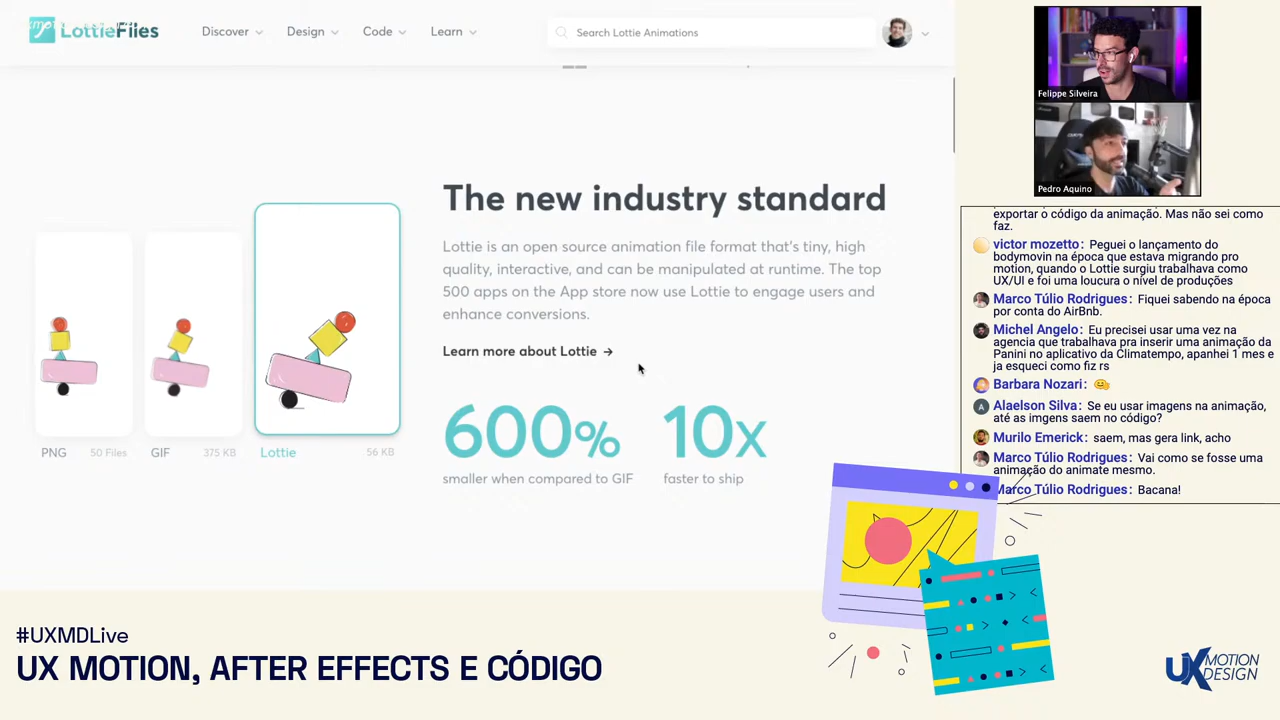 LottieFiles
Discover
Design
Code
Learn
Search Lottie Animations
The new industry standard
Lottie is an open source animation file format that's tiny, high
quality, interactive, and can be manipulated at runtime. The top
500 apps on the App store now use Lottie to engage users and
enhance conversions.
Learn more about Lottie →
600%
smaller when compared to GIF
10x
faster to ship
PNG 50 Files
GIF 375 KB
Lottie 56 KB
Felippe Silveira
Pedro Aquino
exportar o código da animação. Mas não sei como
faz.
victor mozetto: Peguei o lançamento do
bodymovin na época que estava migrando pro
motion, quando o Lottie surgiu trabalhava como
UX/UI e foi uma loucura o nível de produções
Marco Túlio Rodrigues: Fiquei sabendo na época
por conta do AirBnb.
Michel Angelo: Eu precisei usar uma vez na
agencia que trabalhava pra inserir uma animação da
Panini no aplicativo da Climatempo, apanhei 1 mes e
ja esqueci como fiz rs
Barbara Nozari:
A
Alaelson Silva: Se eu usar imagens na animação,
até as imgens saem no código?
Murilo Emerick: saem, mas gera link, acho
Marco Túlio Rodrigues: Vai como se fosse uma
animação do animate mesmo.
Marco Túlio Rodrigues: Bacana!
#UXMDLive
UX MOTION, AFTER EFFECTS E CÓDIGO
UX MOTION
DESIGN